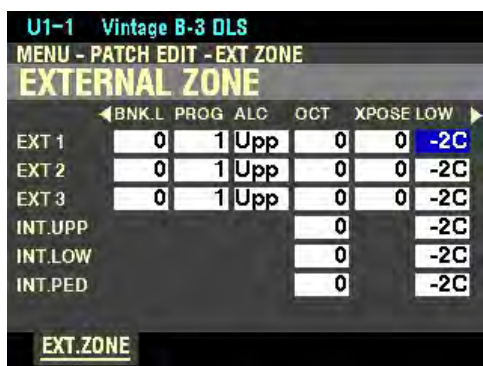 U1-1 Vintage B-3 DLS
MENU - PATCH EDIT - EXT ZONE
EXTERNAL ZONE
BNK.L PROG ALC OCT XPOSE LOW
EXT 1 0 1 Upp 0 0 -2C
EXT 2 0 1 Upp 0 0 -2C
EXT 3 0 1 Upp 0 0 -2C
INT.UPP 0 -2C
INT.LOW 0 -2C
INT.PED 0 -2C
EXT.ZONE